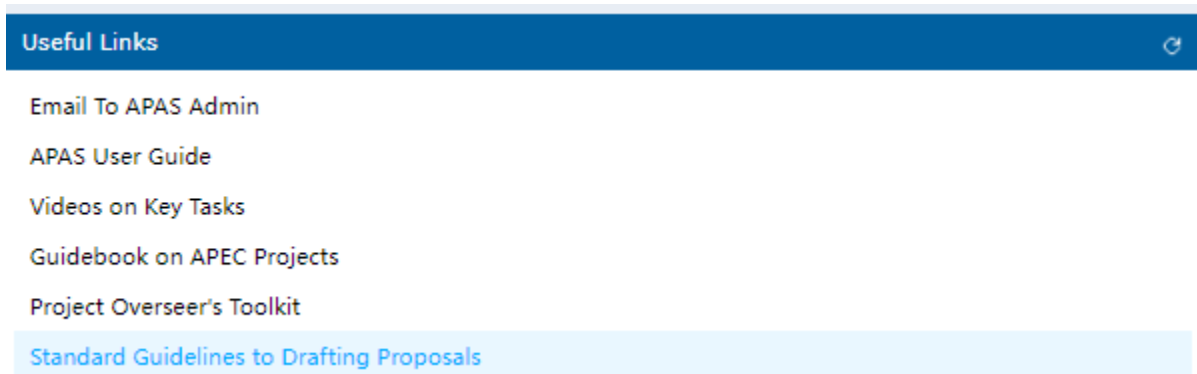 Useful Links
Email To APAS Admin
APAS User Guide
Videos on Key Tasks
Guidebook on APEC Projects
Project Overseer's Toolkit
Standard Guidelines to Drafting Proposals